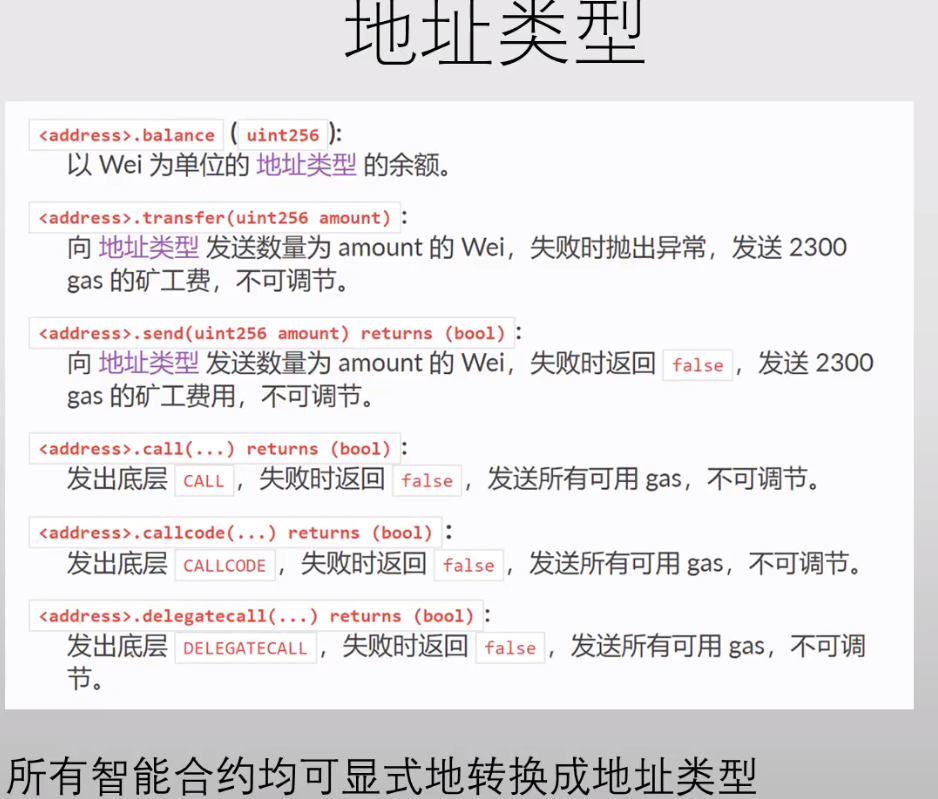 地址类型
<address>.balance (uint256):
以 Wei 为单位的 地址类型 的余额。
<address>.transfer(uint256 amount):
向 地址类型 发送数量为 amount 的 Wei，失败时抛出异常，发送 2300
gas 的矿工费，不可调节。
<address>.send(uint256 amount) returns (bool):
向 地址类型 发送数量为 amount 的 Wei，失败时返回 false，发送 2300
gas 的矿工费用，不可调节。
<address>.call(...) returns (bool):
发出底层 CALL，失败时返回 false，发送所有可用 gas，不可调节。
<address>.callcode(...) returns (bool):
发出底层 CALLCODE，失败时返回 false，发送所有可用 gas，不可调节。
<address>.delegatecall(...) returns (bool):
发出底层 DELEGATECALL，失败时返回 false，发送所有可用 gas，不可调
节。
所有智能合约均可显式地转换成地址类型